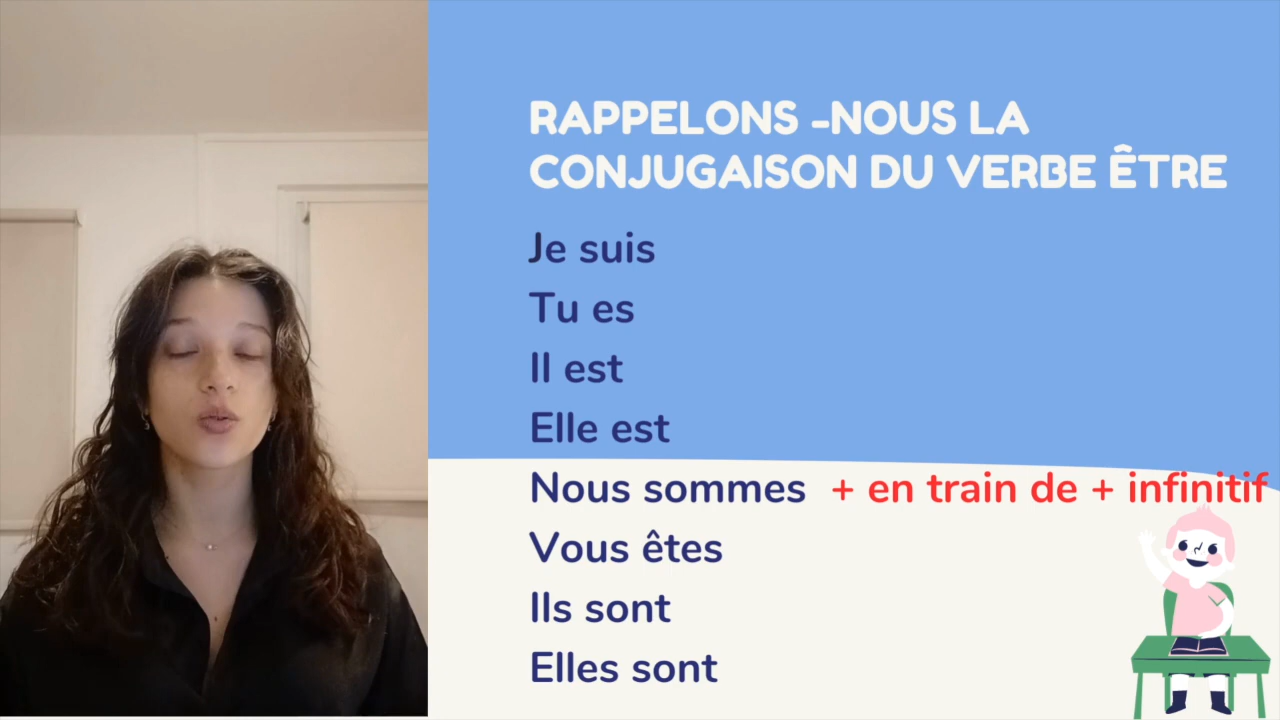 RAPPELONS -NOUS LA
CONJUGAISON DU VERBE ÊTRE
Je suis
Tu es
Il est
Elle est
Nous sommes + en train de + infinitif
Vous êtes
Ils sont
Elles sont